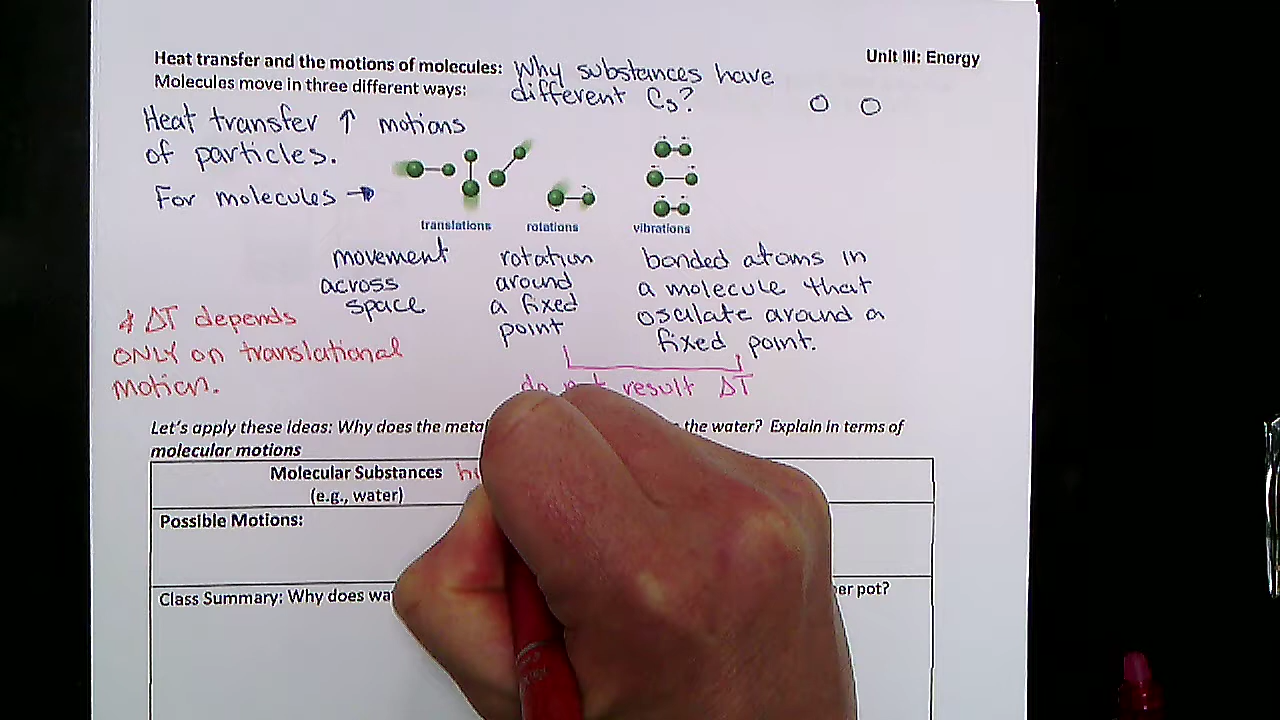 Heat transfer and the motions of molecules: Why substances have
Unit III: Energy
Molecules move in three different ways: different Cs?
Heat transfer ↑ motions
of particles.
For molecules →
translations rotations vibrations
movement
across
space
rotation
around
a fixed
point
bonded atoms in
a molecule that
osculate around a
fixed point.
ΔT depends
ONLY on translational
motion.
do not result ΔT
Let's apply these Ideas: Why does the metal the water? Explain in terms of
molecular motions
Molecular Substances
(e.g., water)
Possible Motions:
Class Summary: Why does pot?